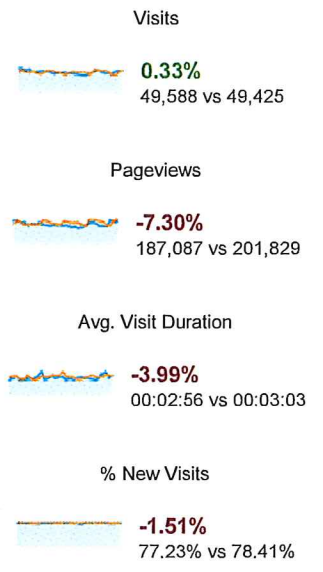 Visits
0.33%
49,588 vs 49,425
Pageviews
-7.30%
187,087 vs 201,829
Avg. Visit Duration
-3.99%
00:02:56 vs 00:03:03
% New Visits
-1.51%
77.23% vs 78.41%